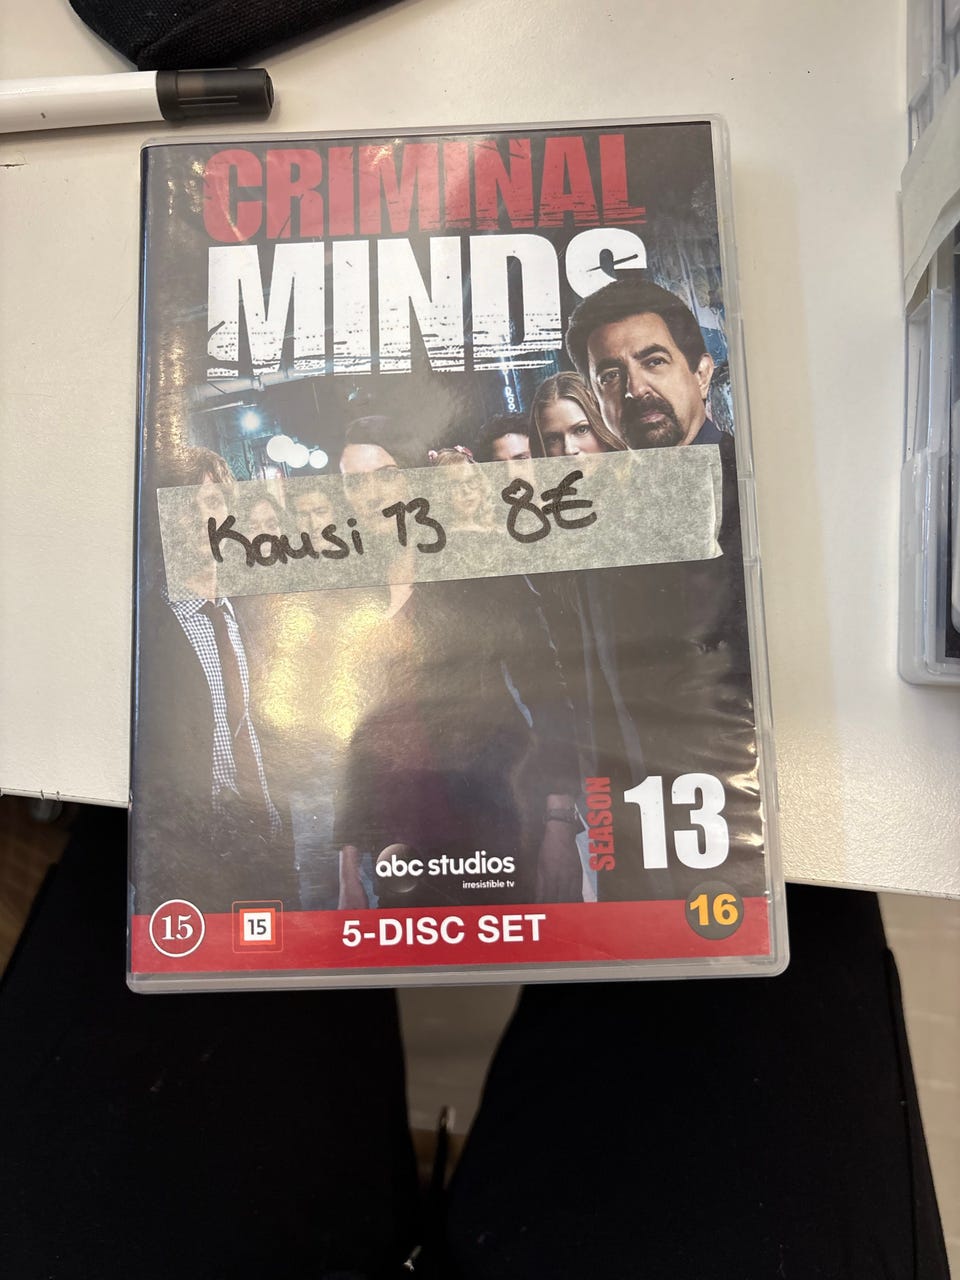 CRIMINAL
MINDS
Kausi 13 8€
SEASON 13
abc studios
irresistible tv
15 15 5-DISC SET 16